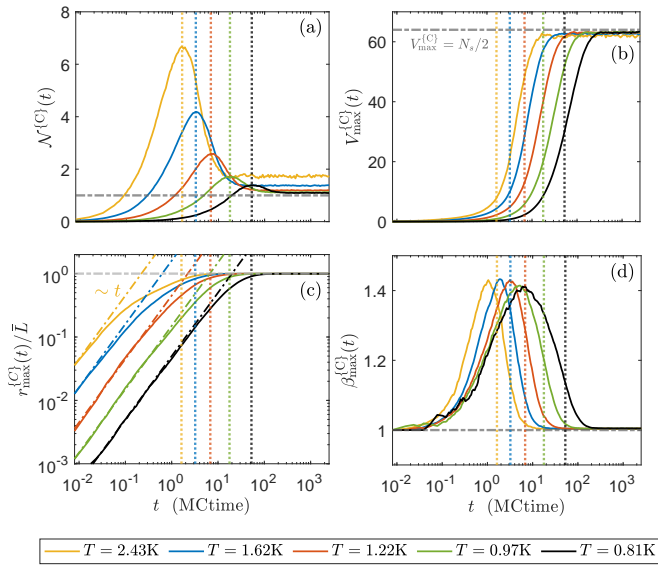 (a)
𝒩^{C}(t)
8
6
4
2
0
(b)
V_max^{C}(t)
V_max^{C} = N_s/2
60
40
20
0
(c)
r_max^{C}(t)/L̄
~ t
10^0
10^-1
10^-2
10^-3
10^-2 10^-1 10^0 10^1 10^2 10^3
t (MCtime)
(d)
β_max^{C}(t)
1.4
1.2
1
10^-2 10^-1 10^0 10^1 10^2 10^3
t (MCtime)
T = 2.43K T = 1.62K T = 1.22K T = 0.97K T = 0.81K